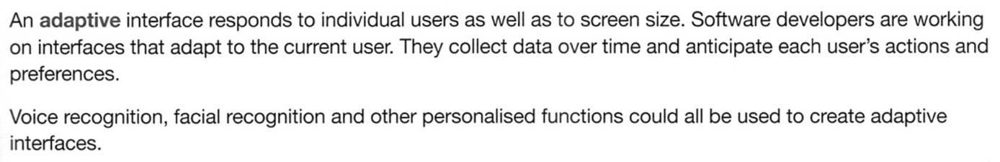 An adaptive interface responds to individual users as well as to screen size. Software developers are working
on interfaces that adapt to the current user. They collect data over time and anticipate each user’s actions and
preferences.
Voice recognition, facial recognition and other personalised functions could all be used to create adaptive
interfaces.